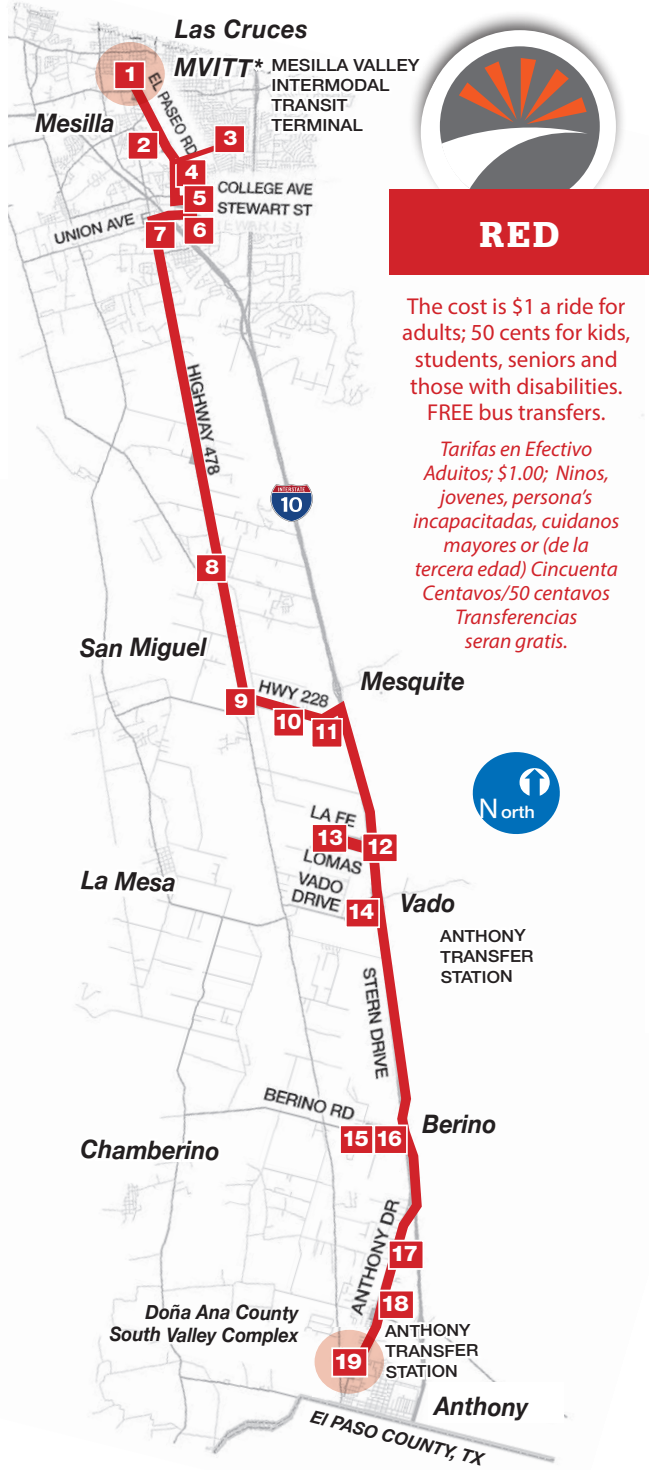 Las Cruces
MVITT*
MESILLA VALLEY
INTERMODAL
TRANSIT
TERMINAL
1
EL PASEO RD
Mesilla
2
3
4
5
COLLEGE AVE
STEWART ST
STEWART ST
UNION AVE
7
6
RED
The cost is $1 a ride for
adults; 50 cents for kids,
students, seniors and
those with disabilities.
FREE bus transfers.
Tarifas en Efectivo
Aduitos; $1.00; Ninos,
jovenes, persona's
incapacitadas, cuidanos
mayores or (de la
tercera edad) Cincuenta
Centavos/50 centavos
Transferencias
seran gratis.
HIGHWAY 478
INTERSTATE
10
8
San Miguel
9
HWY 228
10
11
Mesquite
North
LA FE
13
12
LOMAS
La Mesa
VADO
DRIVE
14
Vado
ANTHONY
TRANSFER
STATION
STERN DRIVE
BERINO RD
15
16
Berino
Chamberino
ANTHONY DR
17
18
Doña Ana County
South Valley Complex
19
ANTHONY
TRANSFER
STATION
Anthony
El PASO COUNTY, TX